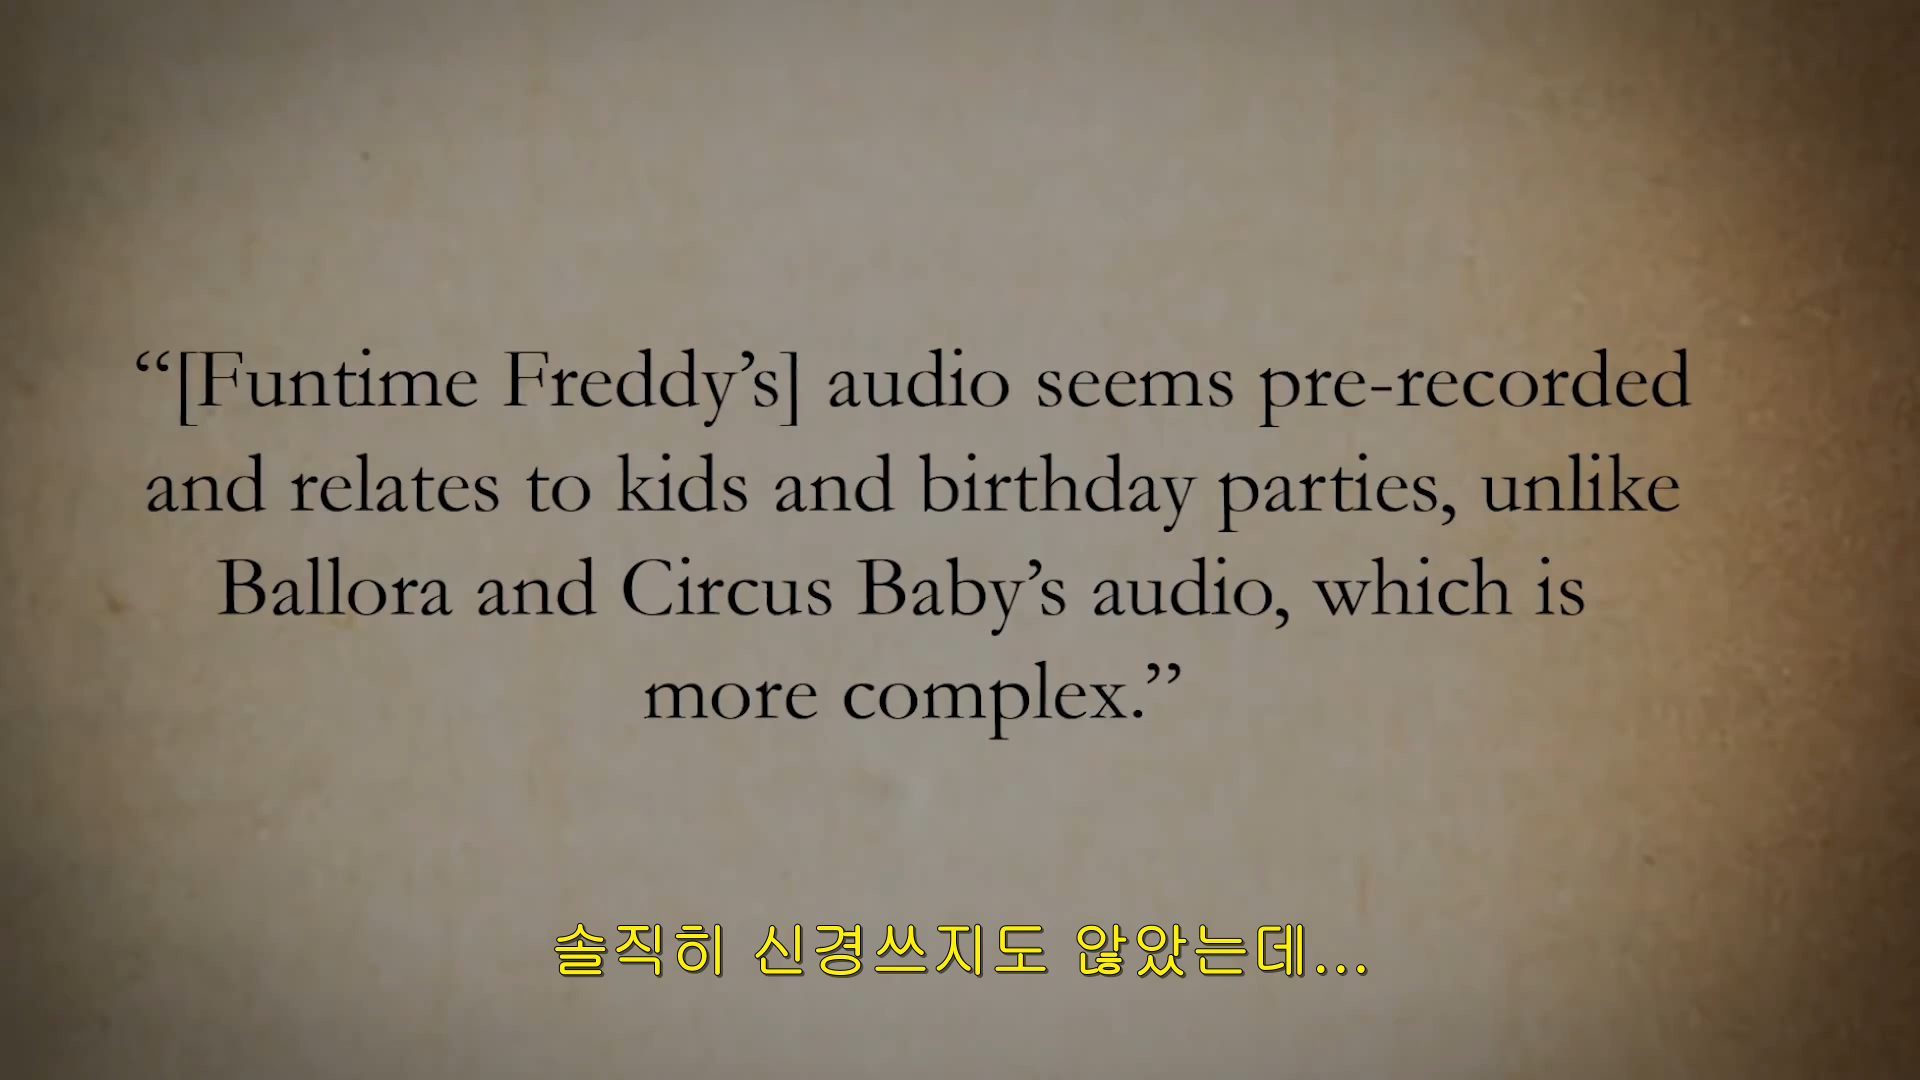 “[Funtime Freddy’s] audio seems pre-recorded
and relates to kids and birthday parties, unlike
Ballora and Circus Baby’s audio, which is
more complex.”
솔직히 신경쓰지도 않았는데...